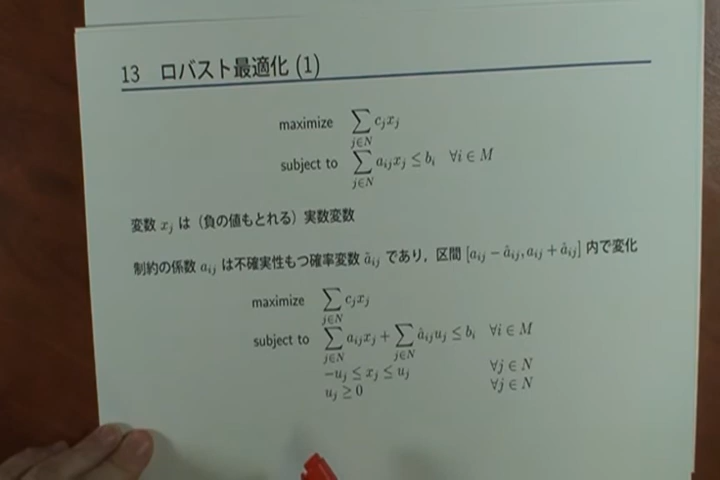 13 ロバスト最適化 (1)
maximize ∑_{j∈N} c_j x_j
subject to ∑_{j∈N} a_{ij} x_j ≤ b_i ∀i ∈ M
変数 x_j は（負の値もとれる）実数変数
制約の係数 a_{ij} は不確実性もつ確率変数 ã_{ij} であり，区間 [a_{ij} − â_{ij}, a_{ij} + â_{ij}] 内で変化
maximize ∑_{j∈N} c_j x_j
subject to ∑_{j∈N} a_{ij} x_j + ∑_{j∈N} â_{ij} u_j ≤ b_i ∀i ∈ M
−u_j ≤ x_j ≤ u_j ∀j ∈ N
u_j ≥ 0 ∀j ∈ N